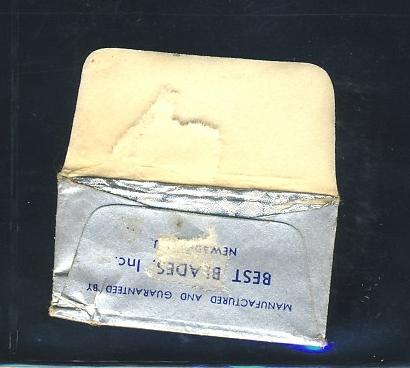 MANUFACTURED AND GUARANTEED BY
BEST BLADES, Inc.